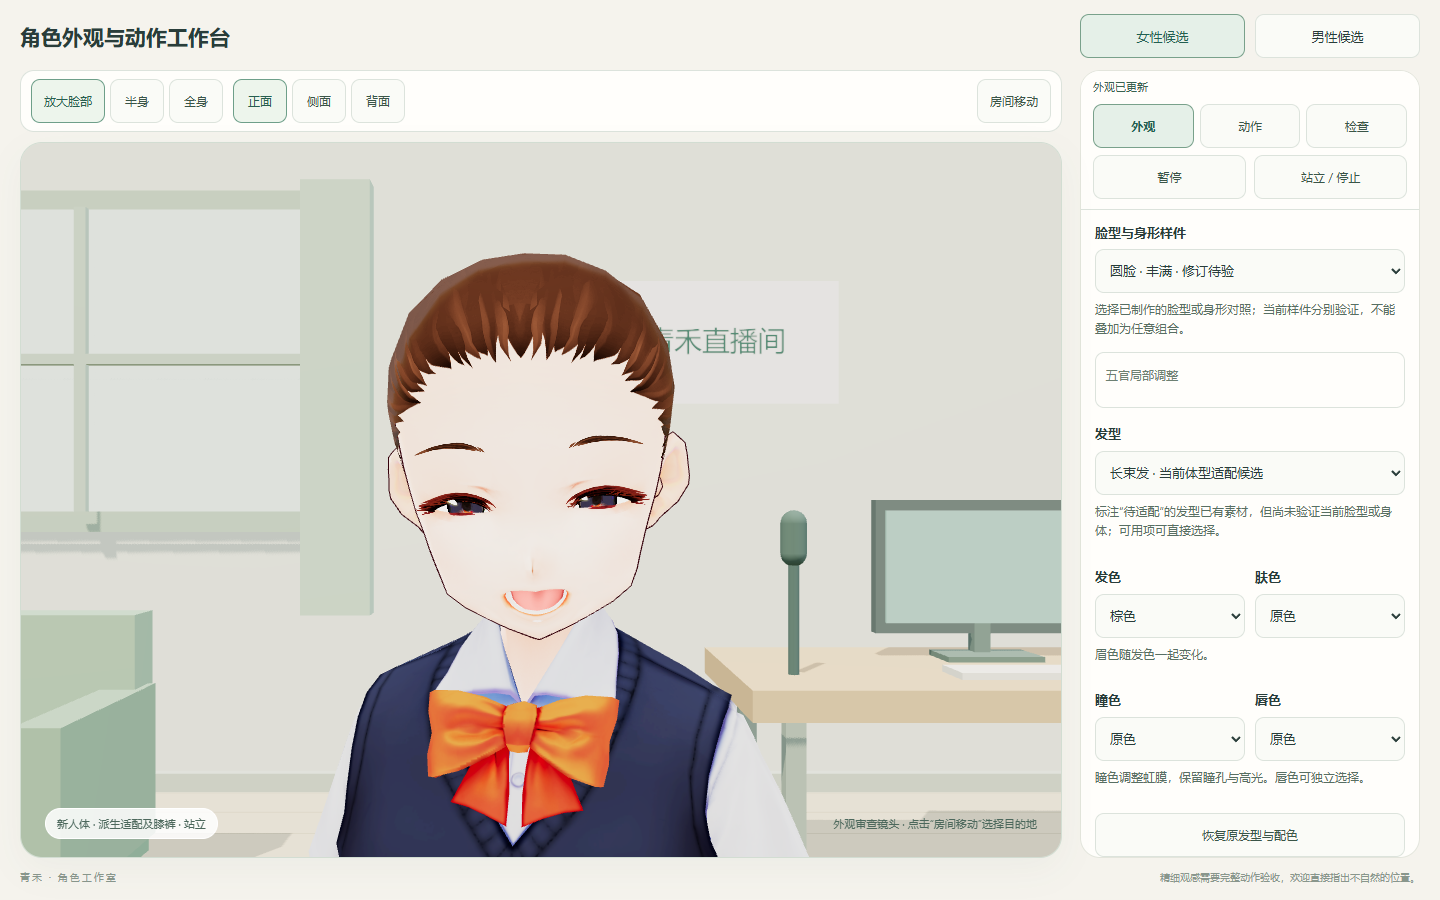 角色外观与动作工作台
女性候选
男性候选
放大脸部
半身
全身
正面
侧面
背面
房间移动
外观已更新
外观
动作
检查
暂停
站立 / 停止
青禾直播间
脸型与身形样件
圆脸 · 丰满 · 修订待验
选择已制作的脸型或身形对照；当前样件分别验证，不能
叠加为任意组合。
五官局部调整
发型
长束发 · 当前体型适配候选
标注“待适配”的发型已有素材，但尚未验证当前脸型或身
体；可用项可直接选择。
发色
肤色
棕色
原色
眉色随发色一起变化。
瞳色
唇色
原色
原色
瞳色调整虹膜，保留瞳孔与高光。唇色可独立选择。
恢复原发型与配色
新人体 · 派生适配及膝裤 · 站立
外观审查镜头 · 点击“房间移动”选择目的地
青禾 · 角色工作室
精细观感需要完整动作验收，欢迎直接指出不自然的位置。